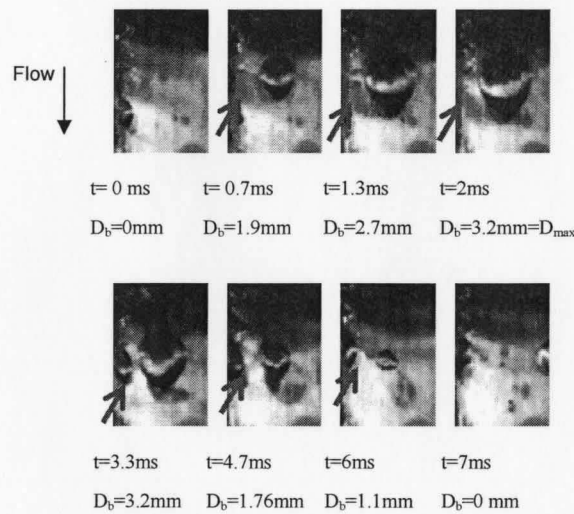 Flow
t= 0 ms
t= 0.7ms
t=1.3ms
t=2ms
D_b=0mm
D_b=1.9mm
D_b=2.7mm
D_b=3.2mm=D_max
t=3.3ms
t=4.7ms
t=6ms
t=7ms
D_b=3.2mm
D_b=1.76mm
D_b=1.1mm
D_b=0 mm